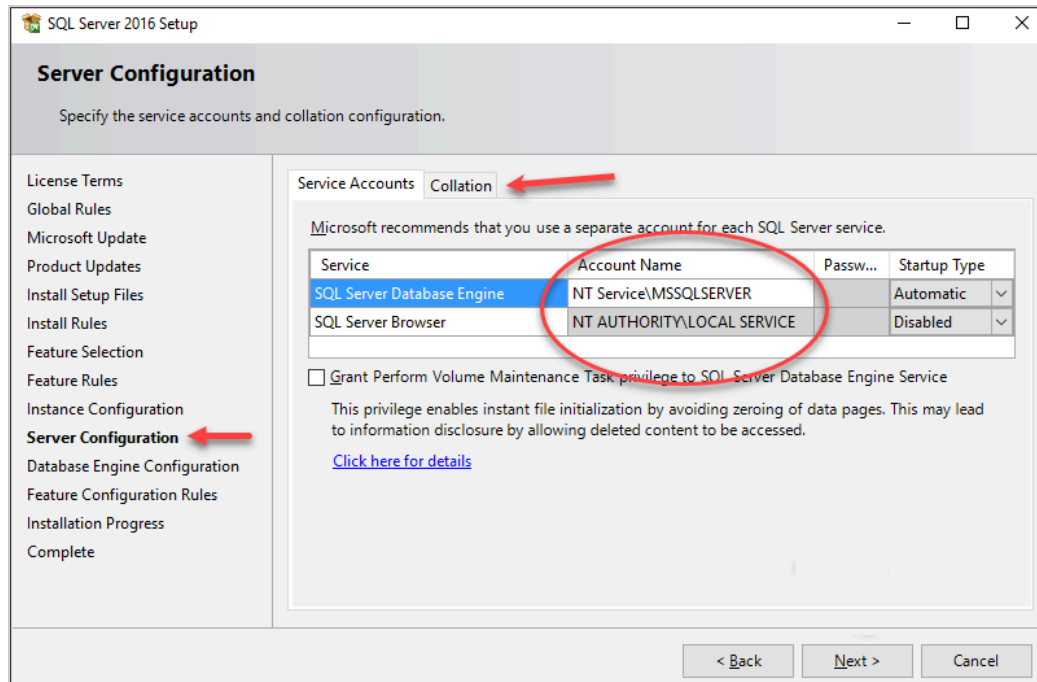 SQL Server 2016 Setup
Server Configuration
Specify the service accounts and collation configuration.
License Terms
Global Rules
Microsoft Update
Product Updates
Install Setup Files
Install Rules
Feature Selection
Feature Rules
Instance Configuration
Server Configuration
Database Engine Configuration
Feature Configuration Rules
Installation Progress
Complete
Service Accounts Collation
Microsoft recommends that you use a separate account for each SQL Server service.
Service Account Name Passw... Startup Type
SQL Server Database Engine NT Service\MSSQLSERVER Automatic
SQL Server Browser NT AUTHORITY\LOCAL SERVICE Disabled
Grant Perform Volume Maintenance Task privilege to SQL Server Database Engine Service
This privilege enables instant file initialization by avoiding zeroing of data pages. This may lead
to information disclosure by allowing deleted content to be accessed.
Click here for details
< Back Next > Cancel